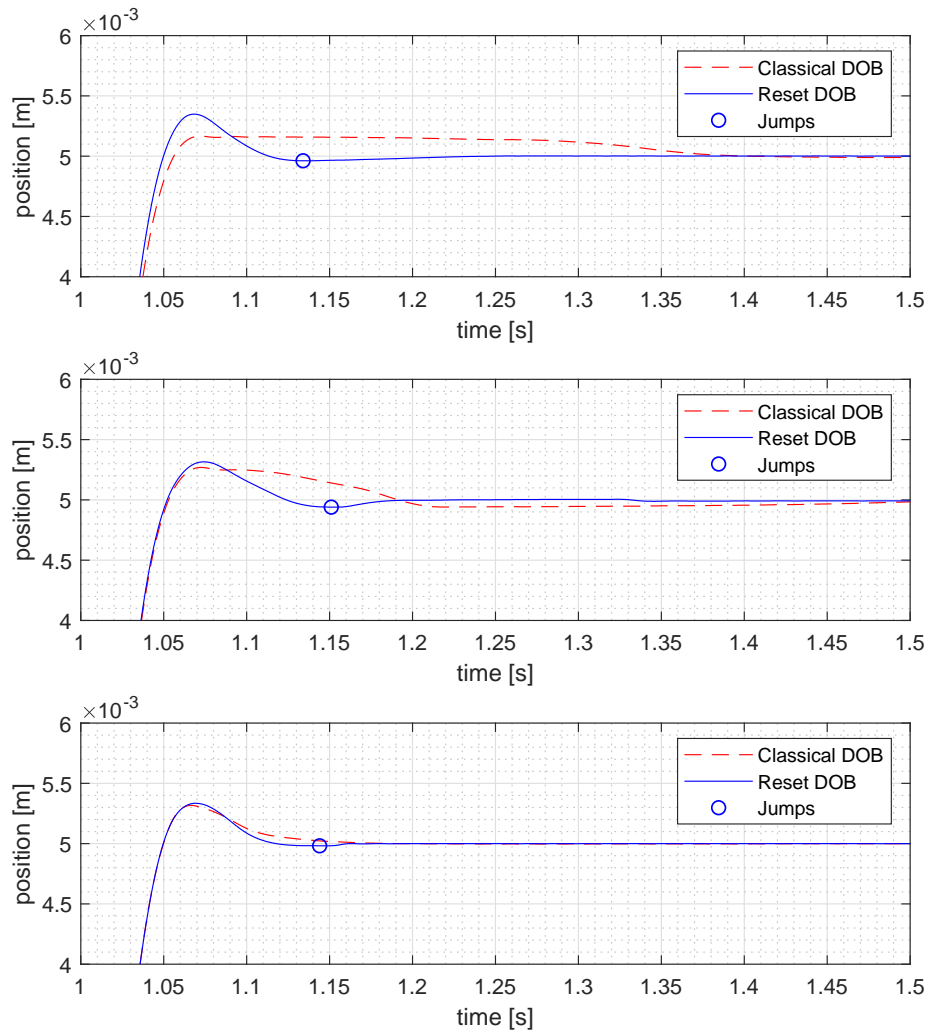 ×10⁻³
6
5.5
5
4.5
4
position [m]
1 1.05 1.1 1.15 1.2 1.25 1.3 1.35 1.4 1.45 1.5
time [s]
Classical DOB
Reset DOB
Jumps
×10⁻³
6
5.5
5
4.5
4
position [m]
1 1.05 1.1 1.15 1.2 1.25 1.3 1.35 1.4 1.45 1.5
time [s]
Classical DOB
Reset DOB
Jumps
×10⁻³
6
5.5
5
4.5
4
position [m]
1 1.05 1.1 1.15 1.2 1.25 1.3 1.35 1.4 1.45 1.5
time [s]
Classical DOB
Reset DOB
Jumps